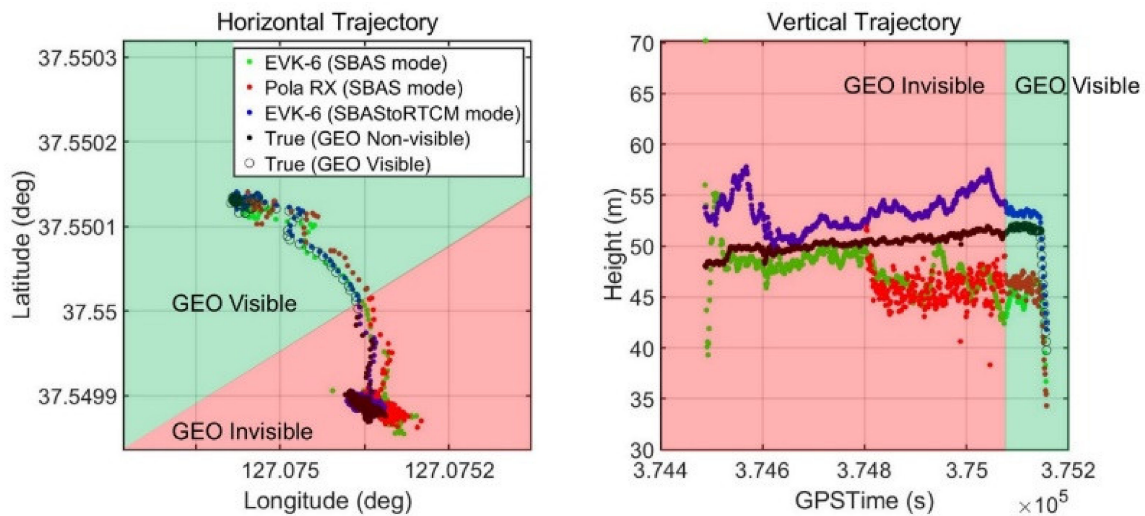 Horizontal Trajectory
37.5503
37.5502
37.5501
37.55
37.5499
Latitude (deg)
EVK-6 (SBAS mode)
Pola RX (SBAS mode)
EVK-6 (SBAStoRTCM mode)
True (GEO Non-visible)
True (GEO Visible)
GEO Visible
GEO Invisible
127.075
127.0752
Longitude (deg)
Vertical Trajectory
70
65
60
55
50
45
40
35
30
Height (m)
GEO Invisible
GEO Visible
3.744
3.746
3.748
3.75
3.752
GPSTime (s)
×10⁵